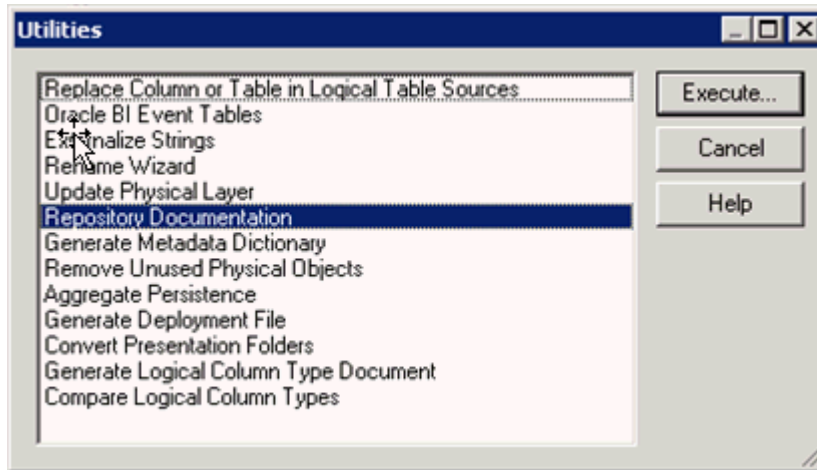 Utilities
Replace Column or Table in Logical Table Sources
Oracle BI Event Tables
Externalize Strings
Rename Wizard
Update Physical Layer
Repository Documentation
Generate Metadata Dictionary
Remove Unused Physical Objects
Aggregate Persistence
Generate Deployment File
Convert Presentation Folders
Generate Logical Column Type Document
Compare Logical Column Types
Execute...
Cancel
Help